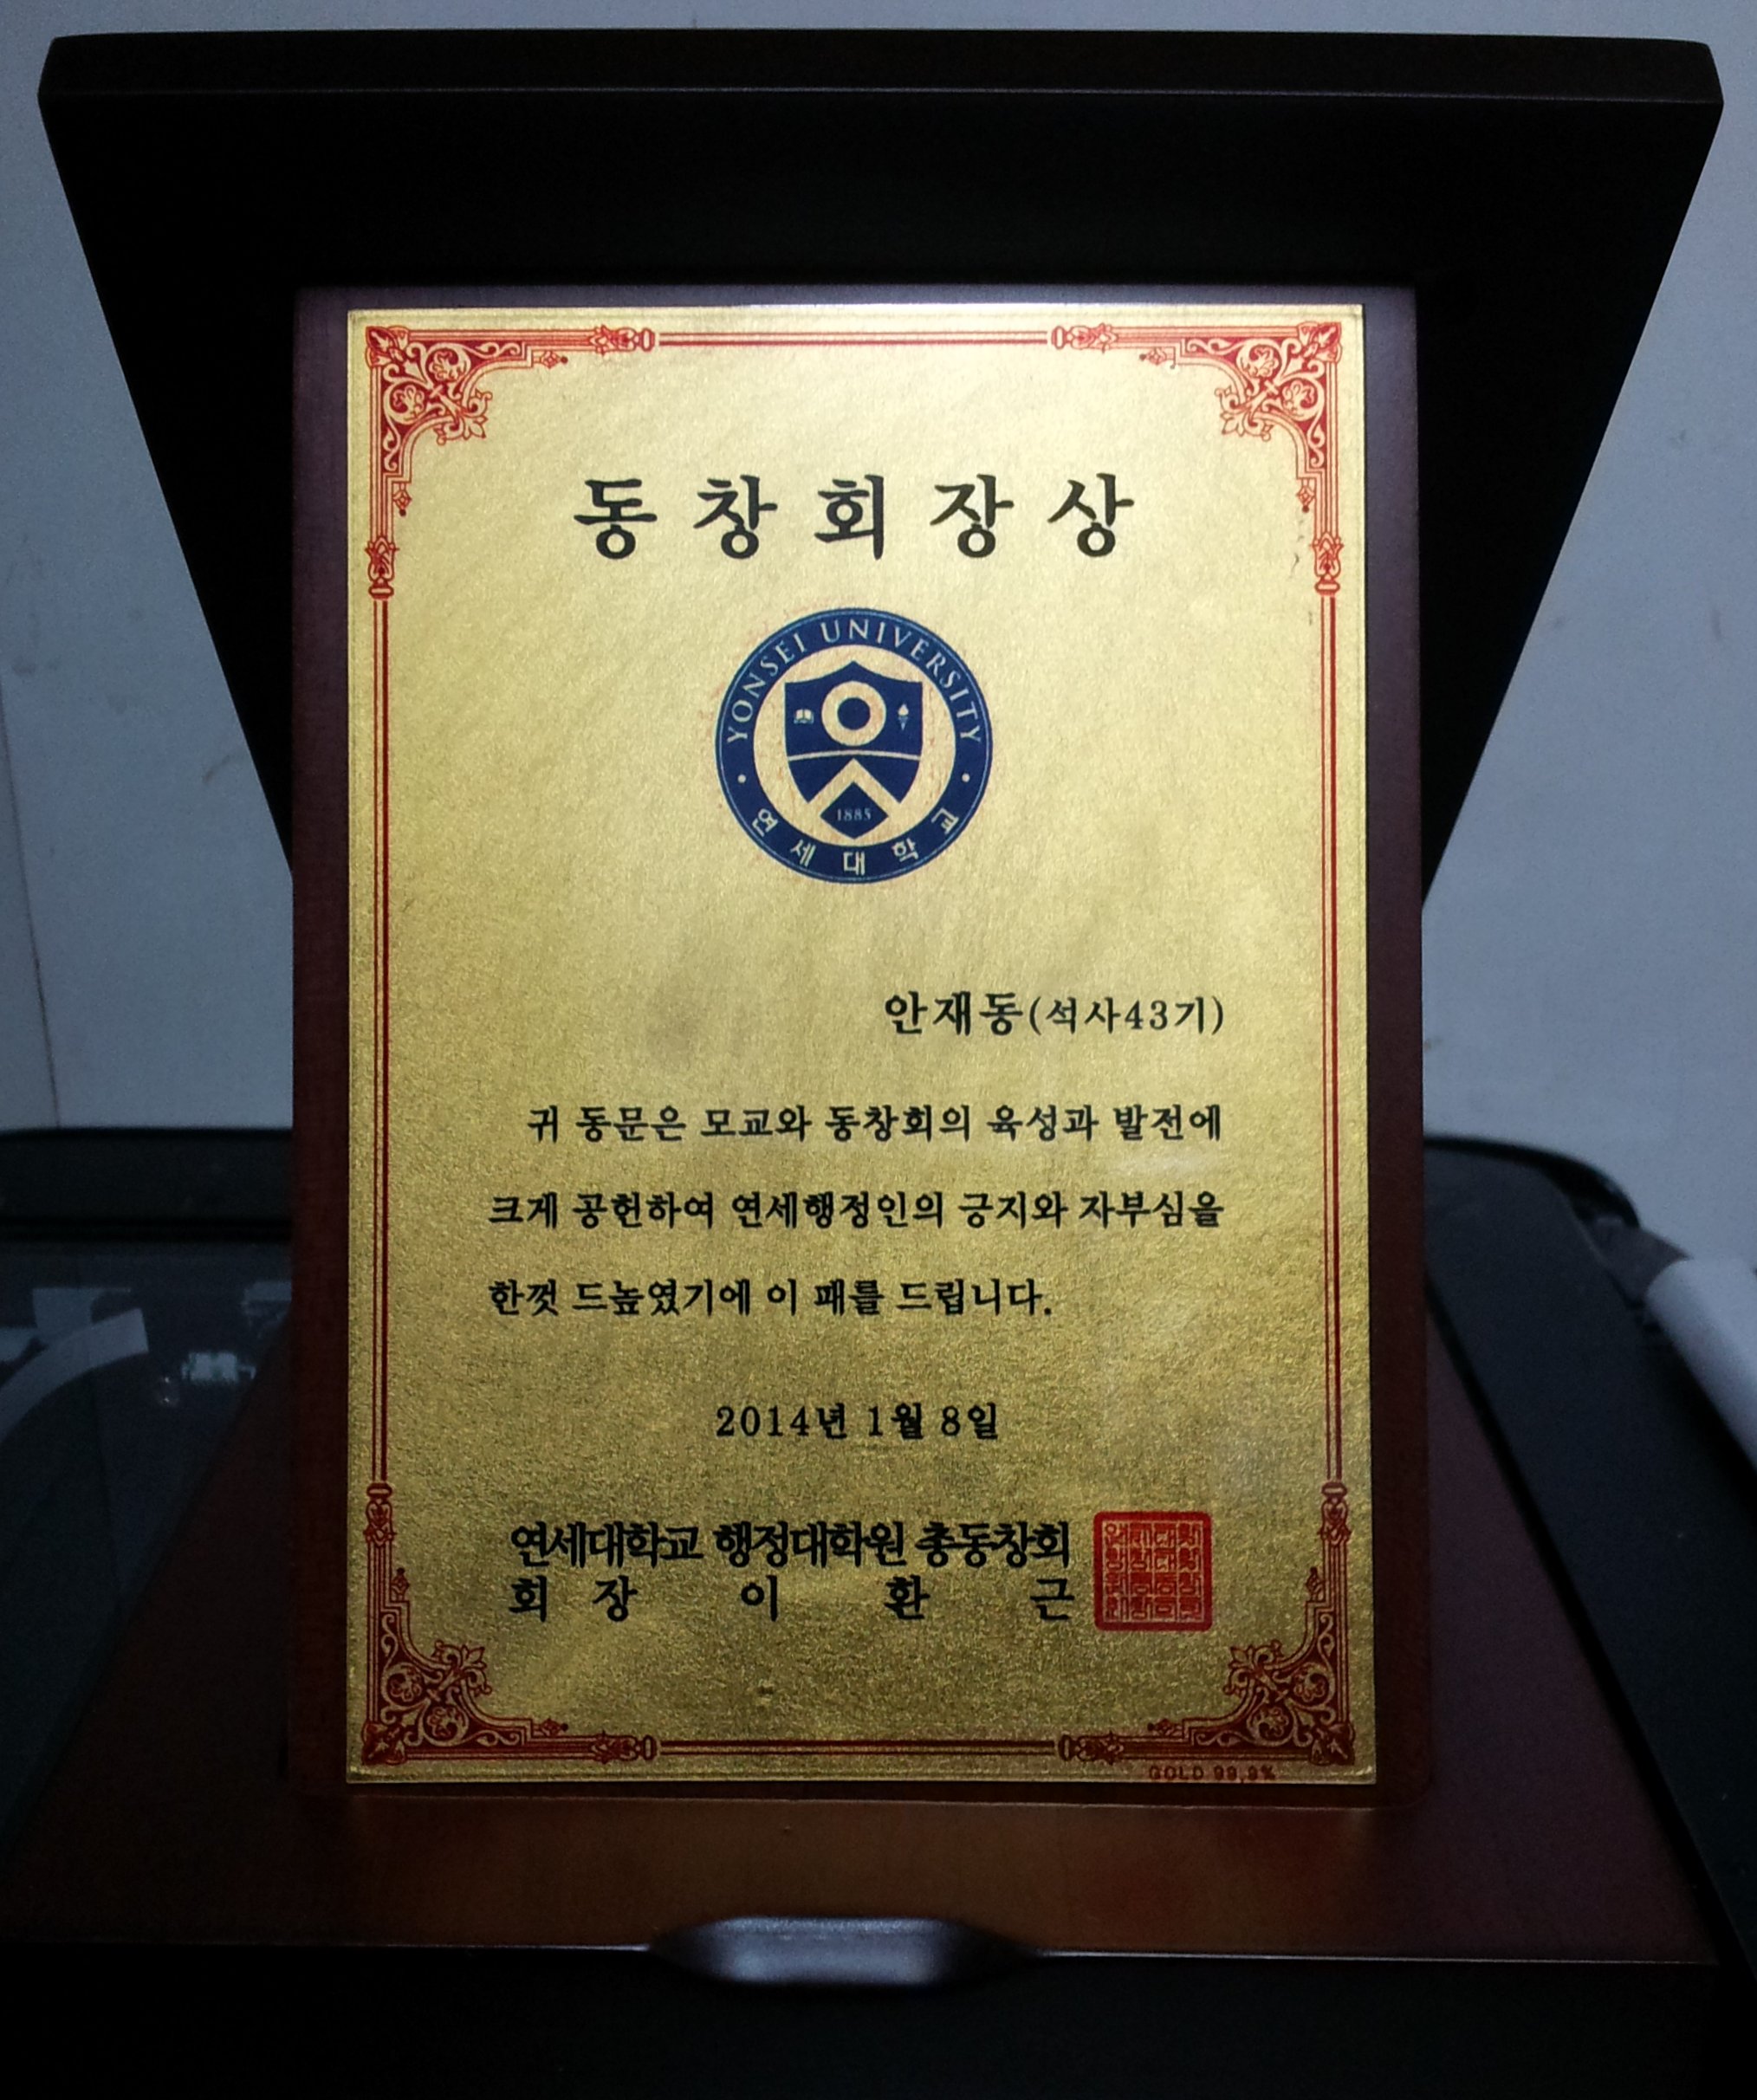 동창회장상
YONSEI UNIVERSITY
1885
연세대학교
안재동(석사43기)
귀 동문은 모교와 동창회의 육성과 발전에
크게 공헌하여 연세행정인의 긍지와 자부심을
한껏 드높였기에 이 패를 드립니다.
2014년 1월 8일
연세대학교 행정대학원 총동창회
회 장 이 환 근
GOLD 99.9%